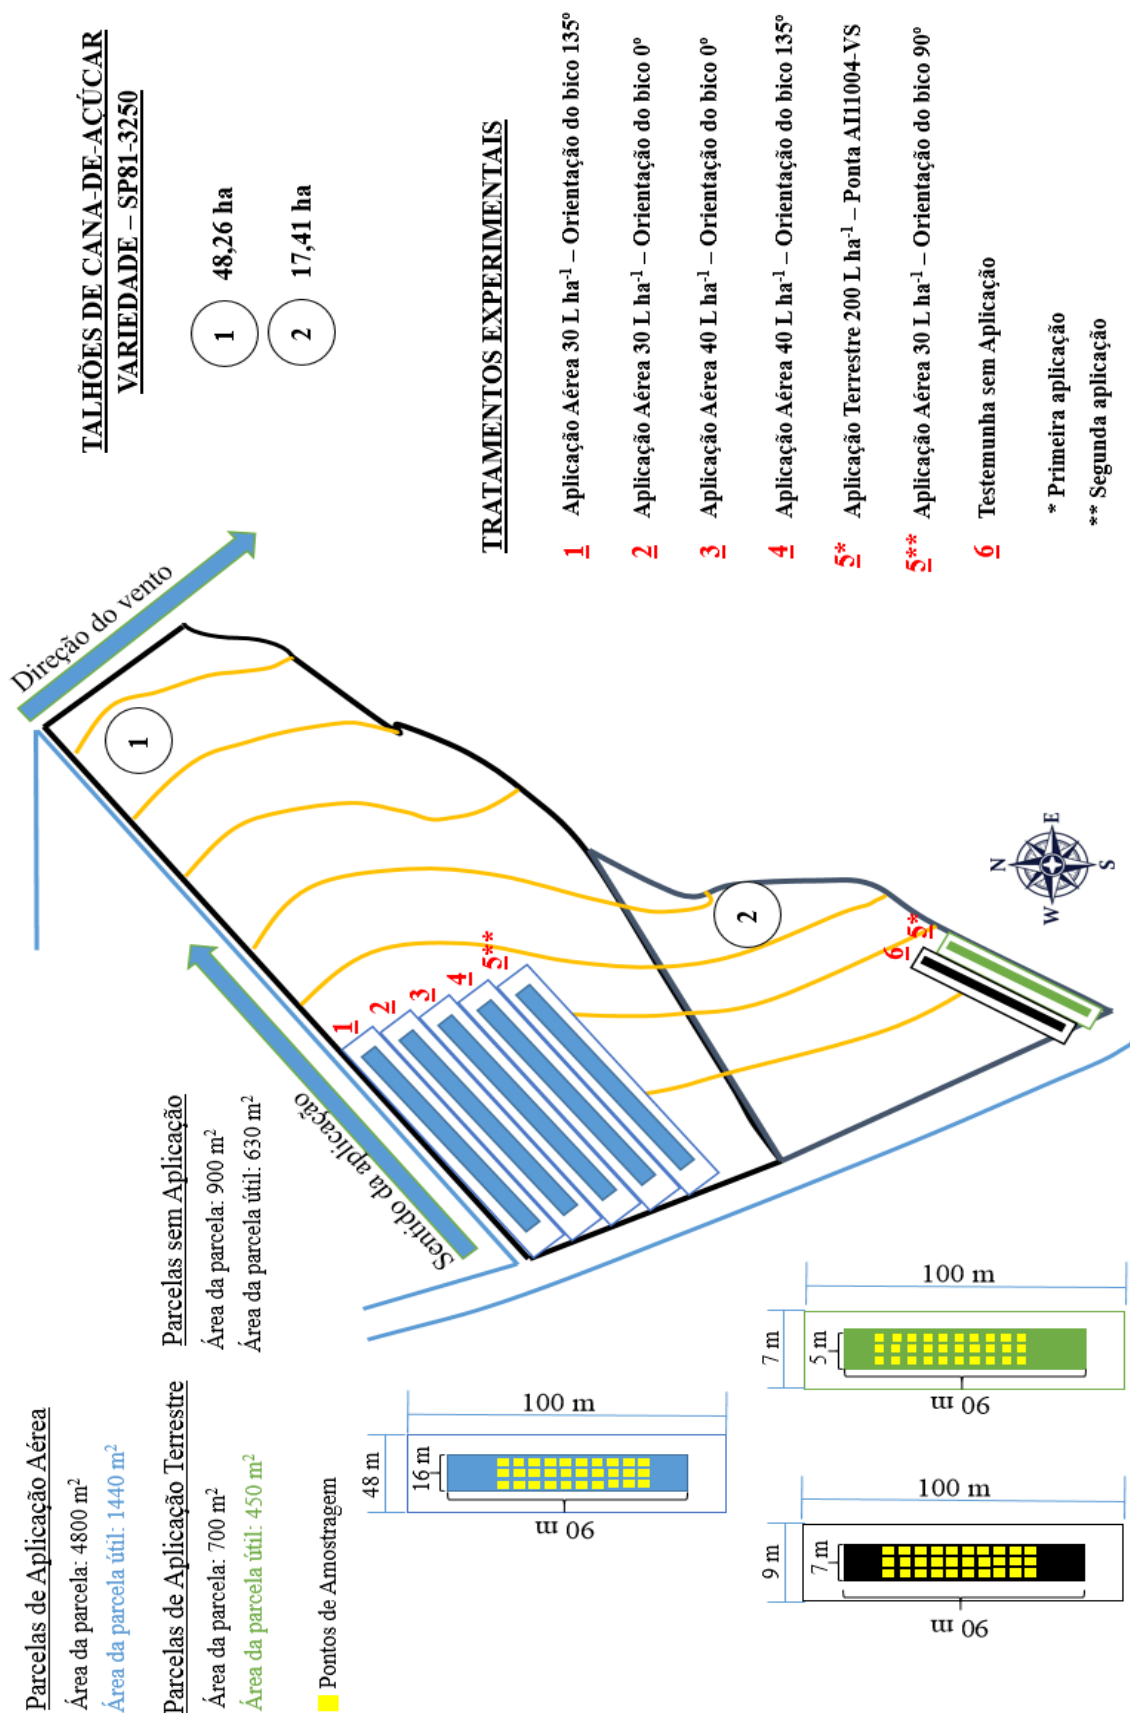 Parcelas de Aplicação Aérea
Área da parcela: 4800 m²
Área da parcela útil: 1440 m²
Parcelas de Aplicação Terrestre
Área da parcela: 700 m²
Área da parcela útil: 450 m²
Parcelas sem Aplicação
Área da parcela: 900 m²
Área da parcela útil: 630 m²
Pontos de Amostragem
48 m
16 m
90 m
100 m
9 m
7 m
90 m
100 m
7 m
5 m
90 m
100 m
Sentido da aplicação
Direção do vento
1
2
1
2
3
4
5**
6
5*
N
E
S
W
TALHÕES DE CANA-DE-AÇÚCAR
VARIEDADE – SP81-3250
1 48,26 ha
2 17,41 ha
TRATAMENTOS EXPERIMENTAIS
1 Aplicação Aérea 30 L ha⁻¹ – Orientação do bico 135º
2 Aplicação Aérea 30 L ha⁻¹ – Orientação do bico 0º
3 Aplicação Aérea 40 L ha⁻¹ – Orientação do bico 0º
4 Aplicação Aérea 40 L ha⁻¹ – Orientação do bico 135º
5* Aplicação Terrestre 200 L ha⁻¹ – Ponta AI11004-VS
5** Aplicação Aérea 30 L ha⁻¹ – Orientação do bico 90º
6 Testemunha sem Aplicação
* Primeira aplicação
** Segunda aplicação